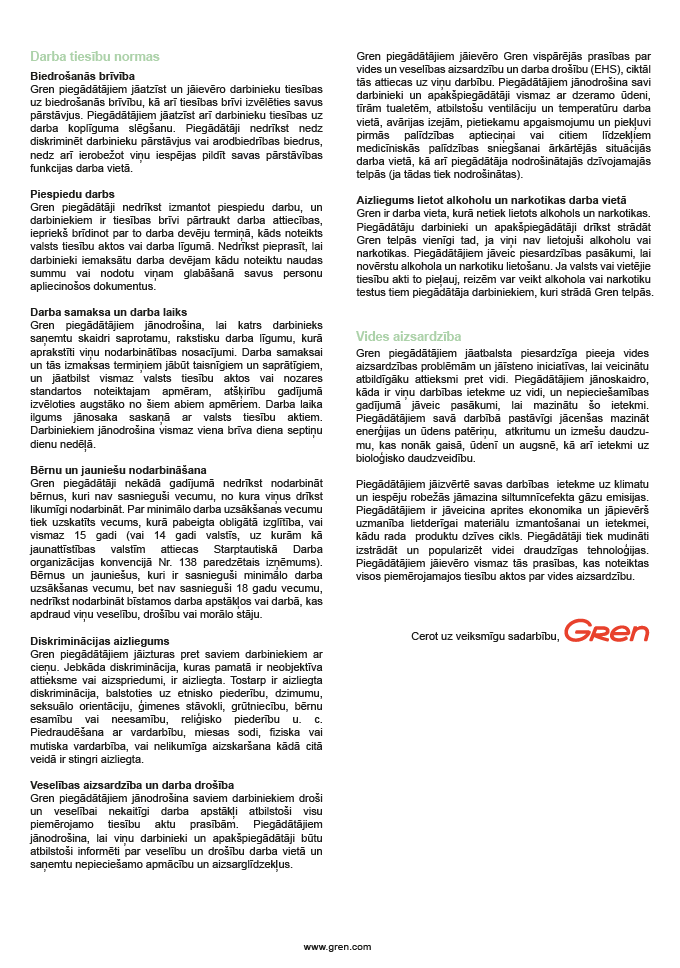 Darba tiesību normas
Biedrošanās brīvība
Gren piegādātājiem jāatzīst un jāievēro darbinieku tiesības
uz biedrošanās brīvību, kā arī tiesības brīvi izvēlēties savus
pārstāvjus. Piegādātājiem jāatzīst arī darbinieku tiesības uz
darba koplīguma slēgšanu. Piegādātāji nedrīkst nedz
diskriminēt darbinieku pārstāvjus vai arodbiedrības biedrus,
nedz arī ierobežot viņu iespējas pildīt savas pārstāvības
funkcijas darba vietā.
Piespiedu darbs
Gren piegādātāji nedrīkst izmantot piespiedu darbu, un
darbiniekiem ir tiesības brīvi pārtraukt darba attiecības,
iepriekš brīdinot par to darba devēju termiņā, kāds noteikts
valsts tiesību aktos vai darba līgumā. Nedrīkst pieprasīt, lai
darbinieki iemaksātu darba devējam kādu noteiktu naudas
summu vai nodotu viņam glabāšanā savus personu
apliecinošos dokumentus.
Darba samaksa un darba laiks
Gren piegādātājiem jānodrošina, lai katrs darbinieks
saņemtu skaidri saprotamu, rakstisku darba līgumu, kurā
aprakstīti viņu nodarbinātības nosacījumi. Darba samaksai
un tās izmaksas termiņiem jābūt taisnīgiem un saprātīgiem,
un jāatbilst vismaz valsts tiesību aktos vai nozares
standartos noteiktajam apmēram, atšķirību gadījumā
izvēloties augstāko no šiem abiem apmēriem. Darba laika
ilgums jānosaka saskaņā ar valsts tiesību aktiem.
Darbiniekiem jānodrošina vismaz viena brīva diena septiņu
dienu nedēļā.
Bērnu un jauniešu nodarbināšana
Gren piegādātāji nekādā gadījumā nedrīkst nodarbināt
bērnus, kuri nav sasnieguši vecumu, no kura viņus drīkst
likumīgi nodarbināt. Par minimālo darba uzsākšanas vecumu
tiek uzskatīts vecums, kurā pabeigta obligātā izglītība, vai
vismaz 15 gadi (vai 14 gadi valstīs, uz kurām kā
jaunattīstības valstīm attiecas Starptautiskā Darba
organizācijas konvencijā Nr. 138 paredzētais izņēmums).
Bērnus un jauniešus, kuri ir sasnieguši minimālo darba
uzsākšanas vecumu, bet nav sasnieguši 18 gadu vecumu,
nedrīkst nodarbināt bīstamos darba apstākļos vai darbā, kas
apdraud viņu veselību, drošību vai morālo stāju.
Diskriminācijas aizliegums
Gren piegādātājiem jāizturas pret saviem darbiniekiem ar
cieņu. Jebkāda diskriminācija, kuras pamatā ir neobjektīva
attieksme vai aizspriedumi, ir aizliegta. Tostarp ir aizliegta
diskriminācija, balstoties uz etnisko piederību, dzimumu,
seksuālo orientāciju, ģimenes stāvokli, grūtniecību, bērnu
esamību vai neesamību, reliģisko piederību u. c.
Piedraudēšana ar vardarbību, miesas sodi, fiziska vai
mutiska vardarbība, vai nelikumīga aizskaršana kādā citā
veidā ir stingri aizliegta.
Veselības aizsardzība un darba drošība
Gren piegādātājiem jānodrošina saviem darbiniekiem droši
un veselībai nekaitīgi darba apstākļi atbilstoši visu
piemērojamo tiesību aktu prasībām. Piegādātājiem
jānodrošina, lai viņu darbinieki un apakšpiegādātāji būtu
atbilstoši informēti par veselību un drošību darba vietā un
saņemtu nepieciešamo apmācību un aizsarglīdzekļus.
Gren piegādātājiem jāievēro Gren vispārējās prasības par
vides un veselības aizsardzību un darba drošību (EHS), ciktāl
tās attiecas uz viņu darbību. Piegādātājiem jānodrošina savi
darbinieki un apakšpiegādātāji vismaz ar dzeramo ūdeni,
tīrām tualetēm, atbilstošu ventilāciju un temperatūru darba
vietā, avārijas izejām, pietiekamu apgaismojumu un piekļuvi
pirmās palīdzības aptieciņai vai citiem līdzekļiem
medicīniskās palīdzības sniegšanai ārkārtējās situācijās
darba vietā, kā arī piegādātāja nodrošinātajās dzīvojamajās
telpās (ja tādas tiek nodrošinātas).
Aizliegums lietot alkoholu un narkotikas darba vietā
Gren ir darba vieta, kurā netiek lietots alkohols un narkotikas.
Piegādātāju darbinieki un apakšpiegādātāji drīkst strādāt
Gren telpās vienīgi tad, ja viņi nav lietojuši alkoholu vai
narkotikas. Piegādātājiem jāveic piesardzības pasākumi, lai
novērstu alkohola un narkotiku lietošanu. Ja valsts vai vietējie
tiesību akti to pieļauj, reizēm var veikt alkohola vai narkotiku
testus tiem piegādātāja darbiniekiem, kuri strādā Gren telpās.
Vides aizsardzība
Gren piegādātājiem jāatbalsta piesardzīga pieeja vides
aizsardzības problēmām un jāīsteno iniciatīvas, lai veicinātu
atbildīgāku attieksmi pret vidi. Piegādātājiem jānoskaidro,
kāda ir viņu darbības ietekme uz vidi, un nepieciešamības
gadījumā jāveic pasākumi, lai mazinātu šo ietekmi.
Piegādātājiem savā darbībā pastāvīgi jācenšas mazināt
enerģijas un ūdens patēriņu, atkritumu un izmešu daudzu-
mu, kas nonāk gaisā, ūdenī un augsnē, kā arī ietekmi uz
bioloģisko daudzveidību.
Piegādātājiem jāizvērtē savas darbības ietekme uz klimatu
un iespēju robežās jāmazina siltumnīcefekta gāzu emisijas.
Piegādātājiem ir jāveicina aprites ekonomika un jāpievērš
uzmanība lietderīgai materiālu izmantošanai un ietekmei,
kādu rada produktu dzīves cikls. Piegādātāji tiek mudināti
izstrādāt un popularizēt videi draudzīgas tehnoloģijas.
Piegādātājiem jāievēro vismaz tās prasības, kas noteiktas
visos piemērojamajos tiesību aktos par vides aizsardzību.
Cerot uz veiksmīgu sadarbību, Gren
www.gren.com